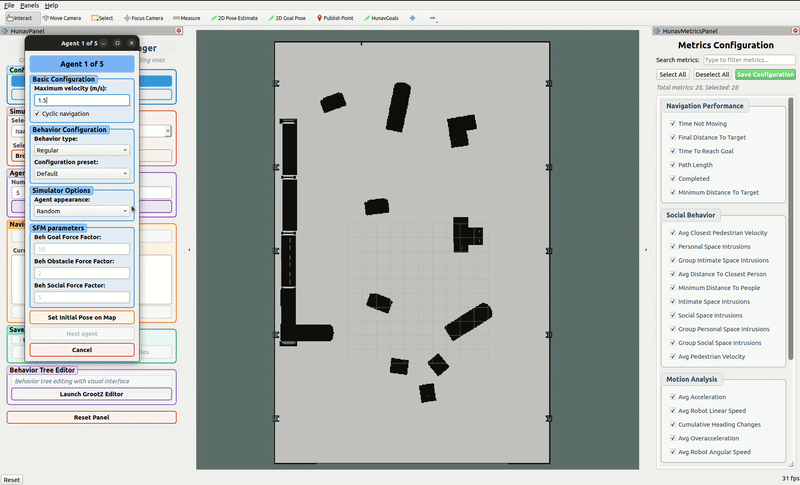 File Panels Help
Interact Move Camera Select Focus Camera Measure 2D Pose Estimate 2D Goal Pose Publish Point HunavGoals
HunavPanel
Agent 1 of 5
Agent 1 of 5
Basic Configuration
Maximum velocity (m/s):
1.5
Cyclic navigation
Behavior Configuration
Behavior type:
Regular
Configuration preset:
Default
Simulator Options
Agent appearance:
Random
SFM parameters
Beh Goal Force Factor:
10
Beh Obstacle Force Factor:
2
Beh Social Force Factor:
5
Set Initial Pose on Map
Next agent
Cancel
5
Behavior Tree Editor
Behavior tree editing with visual interface
Launch Groot2 Editor
Reset Panel
Reset
HunavMetricsPanel
Metrics Configuration
Search metrics: Type to filter metrics...
Select All Deselect All Save Configuration
Total metrics: 28, Selected: 28
Navigation Performance
Time Not Moving
Final Distance To Target
Time To Reach Goal
Path Length
Completed
Minimum Distance To Target
Social Behavior
Avg Closest Pedestrian Velocity
Personal Space Intrusions
Group Intimate Space Intrusions
Avg Distance To Closest Person
Minimum Distance To People
Intimate Space Intrusions
Social Space Intrusions
Group Personal Space Intrusions
Group Social Space Intrusions
Avg Pedestrian Velocity
Motion Analysis
Avg Acceleration
Avg Robot Linear Speed
Cumulative Heading Changes
Avg Overacceleration
Avg Robot Angular Speed
31 fps